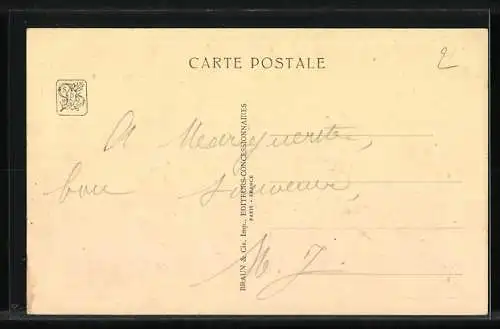 CARTE POSTALE
2
A Marguerite,
bon souvenir,
M. J.
BRAUN & Cie, Imp., EDITEURS-CONCESSIONNAIRES
PARIS - FRANCE